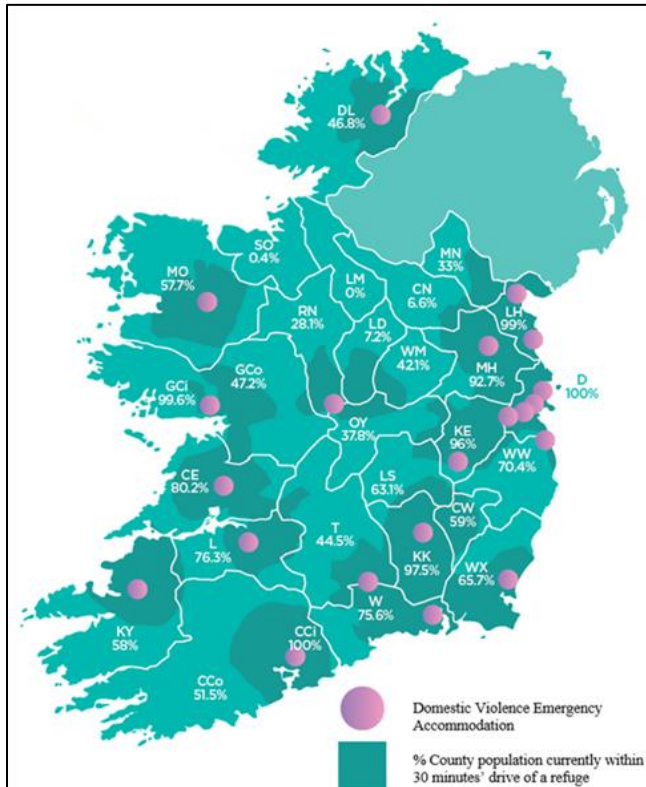 DL
46.8%
SO
0.4%
MN
33%
MO
57.7%
LM
0%
CN
6.6%
RN
28.1%
LD
7.2%
LH
99%
WM
42.1%
MH
92.7%
GCo
47.2%
GCi
99.6%
D
100%
OY
37.8%
KE
96%
WW
70.4%
CE
80.2%
LS
63.1%
CW
59%
T
44.5%
L
76.3%
KK
97.5%
WX
65.7%
W
75.6%
KY
58%
CCi
100%
CCo
51.5%
Domestic Violence Emergency
Accommodation
% County population currently within
30 minutes’ drive of a refuge